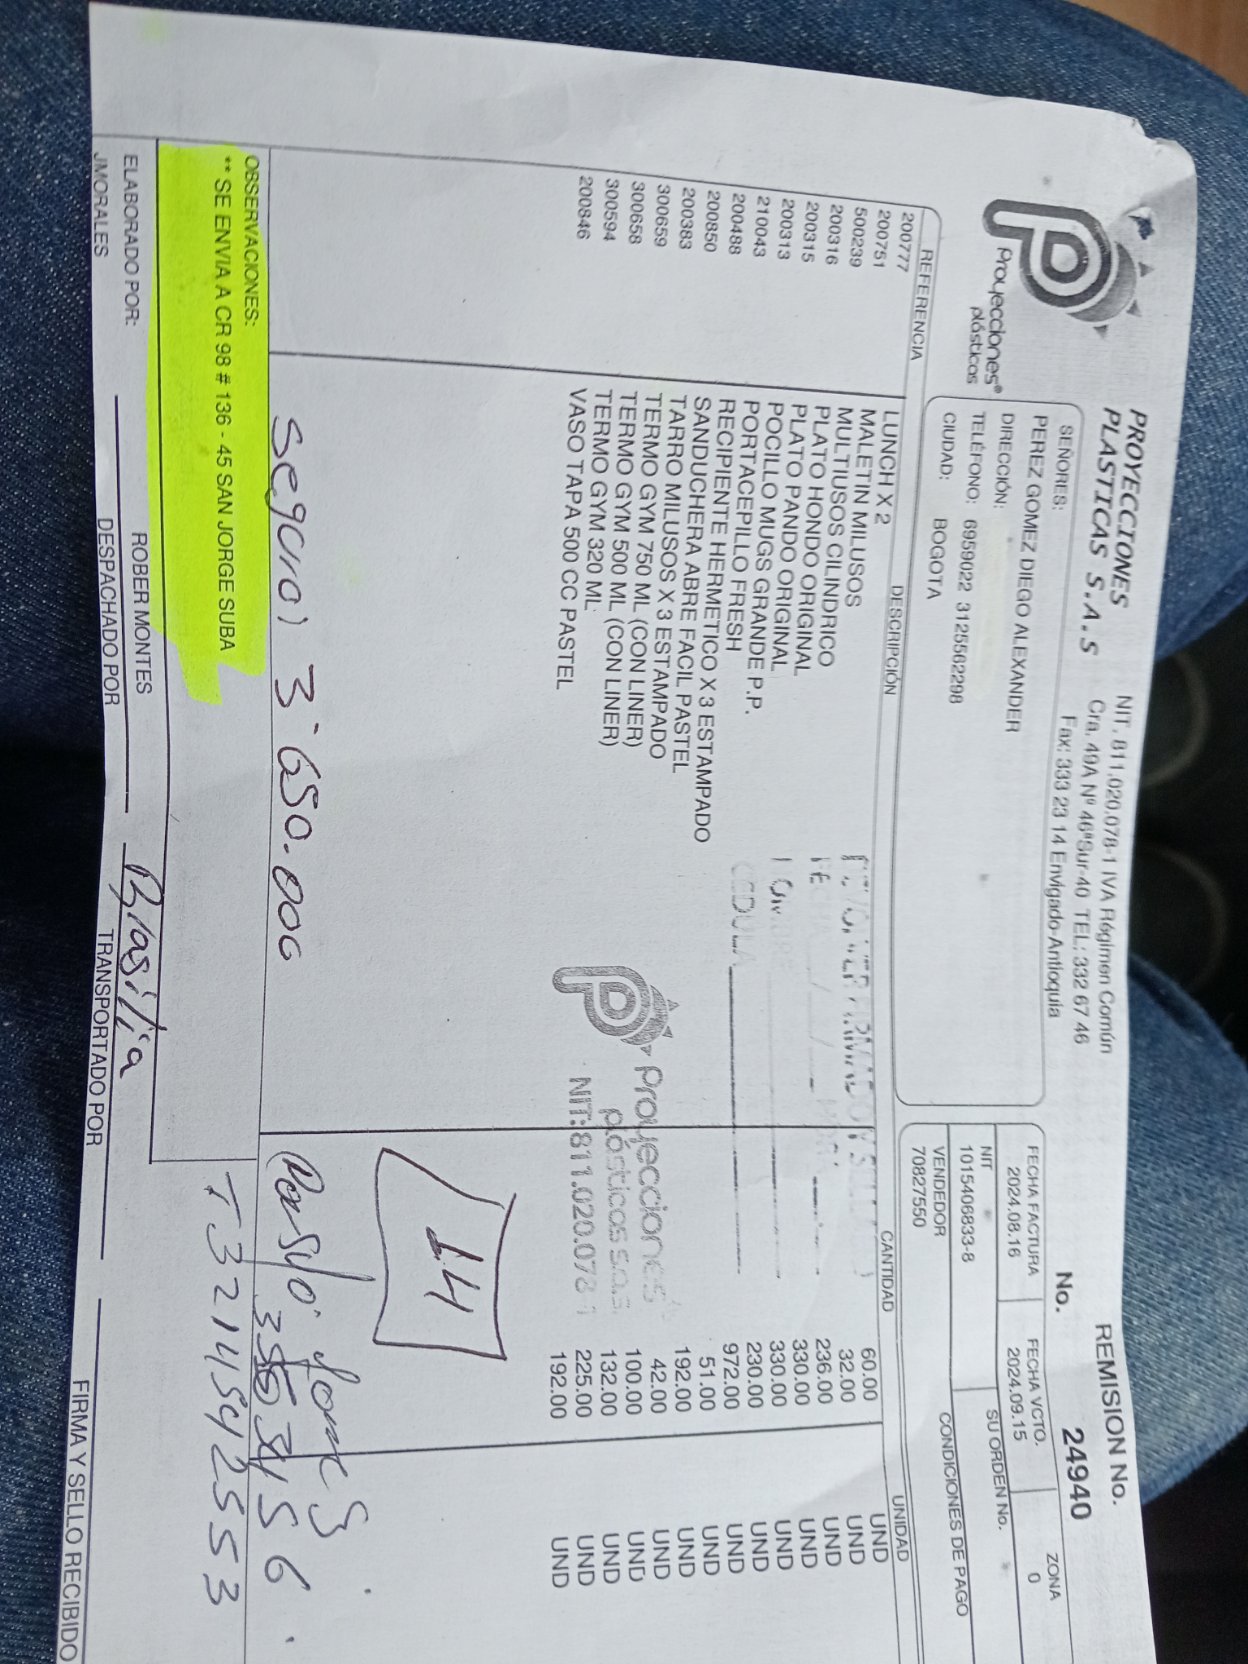 PROYECCIONES
PLASTICAS S.A.S
NIT. 811.020.078-1 IVA Régimen Común
Cra. 49A Nº 46ªSur-40 TEL: 332 67 46
Fax: 333 23 14 Envigado-Antioquia
REMISION No.
No. 24940
Proyecciones®
plásticas
SEÑORES:
PEREZ GOMEZ DIEGO ALEXANDER
DIRECCIÓN:
TELÉFONO: 6959022 3125562298
CIUDAD: BOGOTA
FECHA FACTURA FECHA VCTO. ZONA
2024.08.16 2024.09.15 0
NIT SU ORDEN No.
1015406833-8
VENDEDOR CONDICIONES DE PAGO
70827550
REFERENCIA DESCRIPCIÓN CANTIDAD UNIDAD
200777 LUNCH X 2 60.00 UND
200751 MALETIN MILUSOS 32.00 UND
500239 MULTIUSOS CILINDRICO 236.00 UND
200316 PLATO HONDO ORIGINAL 330.00 UND
200315 PLATO PANDO ORIGINAL 330.00 UND
200313 POCILLO MUGS GRANDE P.P. 230.00 UND
210043 PORTACEPILLO FRESH 972.00 UND
200488 RECIPIENTE HERMETICO X 3 ESTAMPADO 51.00 UND
200850 SANDUCHERA ABRE FACIL PASTEL 192.00 UND
200383 TARRO MILUSOS X 3 ESTAMPADO 42.00 UND
300659 TERMO GYM 750 ML (CON LINER) 100.00 UND
300658 TERMO GYM 500 ML (CON LINER) 132.00 UND
300594 TERMO GYM 320 ML 225.00 UND
200846 VASO TAPA 500 CC PASTEL 192.00 UND
CEDULA
Proyecciones
plásticas s.a.s
NIT:811.020.078-1
14
Seguro) 3'650.000
T 3214542553
OBSERVACIONES:
** SE ENVIA A CR 98 # 136 - 45 SAN JORGE SUBA
ELABORADO POR:
JMORALES
ROBER MONTES
DESPACHADO POR
Brasilia
TRANSPORTADO POR
FIRMA Y SELLO RECIBIDO